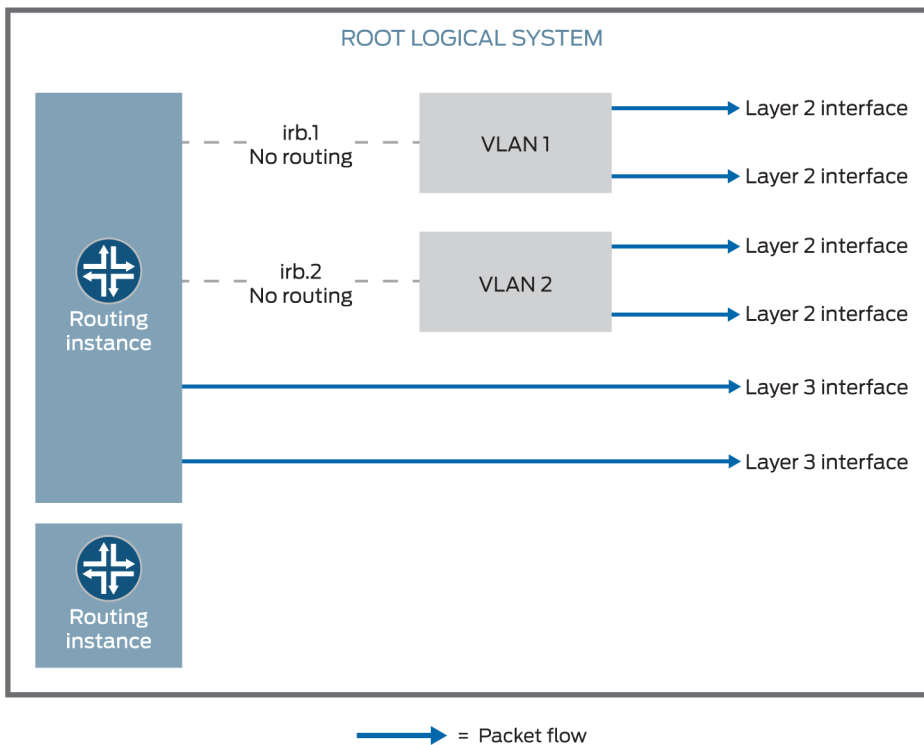 ROOT LOGICAL SYSTEM
irb.1
No routing
VLAN 1
Layer 2 interface
Layer 2 interface
irb.2
No routing
VLAN 2
Layer 2 interface
Layer 2 interface
Routing
instance
Layer 3 interface
Layer 3 interface
Routing
instance
= Packet flow